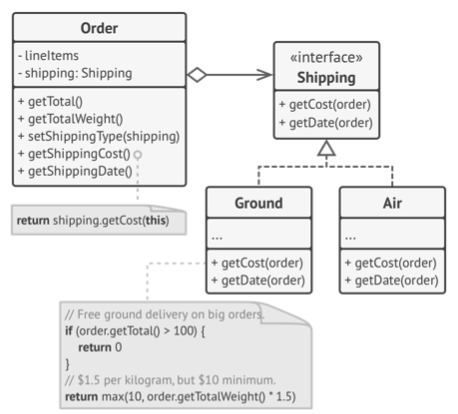 Order
- lineItems
- shipping: Shipping
+ getTotal()
+ getTotalWeight()
+ setShippingType(shipping)
+ getShippingCost()
+ getShippingDate()
return shipping.getCost(this)
«interface»
Shipping
+ getCost(order)
+ getDate(order)
Ground
...
+ getCost(order)
+ getDate(order)
Air
...
+ getCost(order)
+ getDate(order)
// Free ground delivery on big orders.
if (order.getTotal() > 100) {
return 0
}
// $1.5 per kilogram, but $10 minimum.
return max(10, order.getTotalWeight() * 1.5)